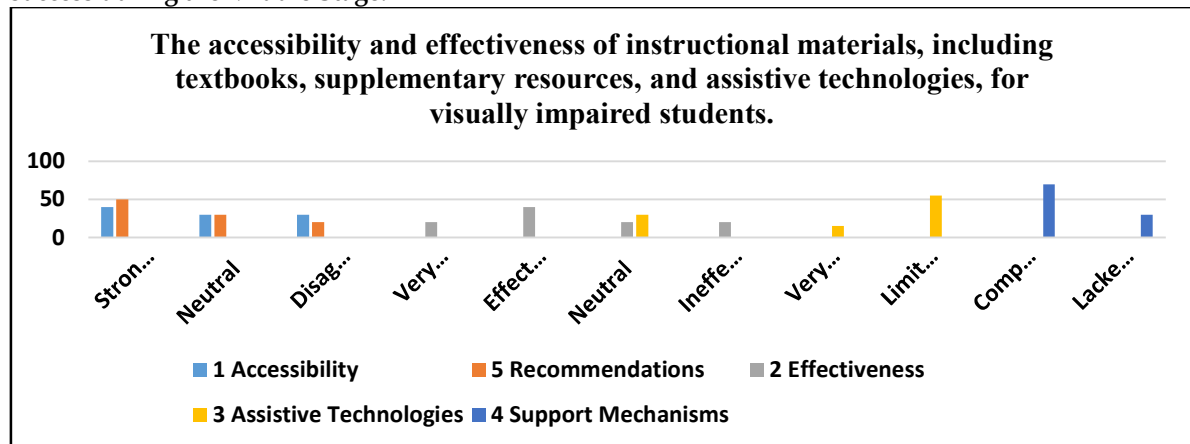 The accessibility and effectiveness of instructional materials, including
textbooks, supplementary resources, and assistive technologies, for
visually impaired students.
100
50
0
Stron...
Neutral
Disag...
Very...
Effect...
Neutral
Ineffe...
Very...
Limit...
Comp...
Lacke...
1 Accessibility 5 Recommendations 2 Effectiveness
3 Assistive Technologies 4 Support Mechanisms